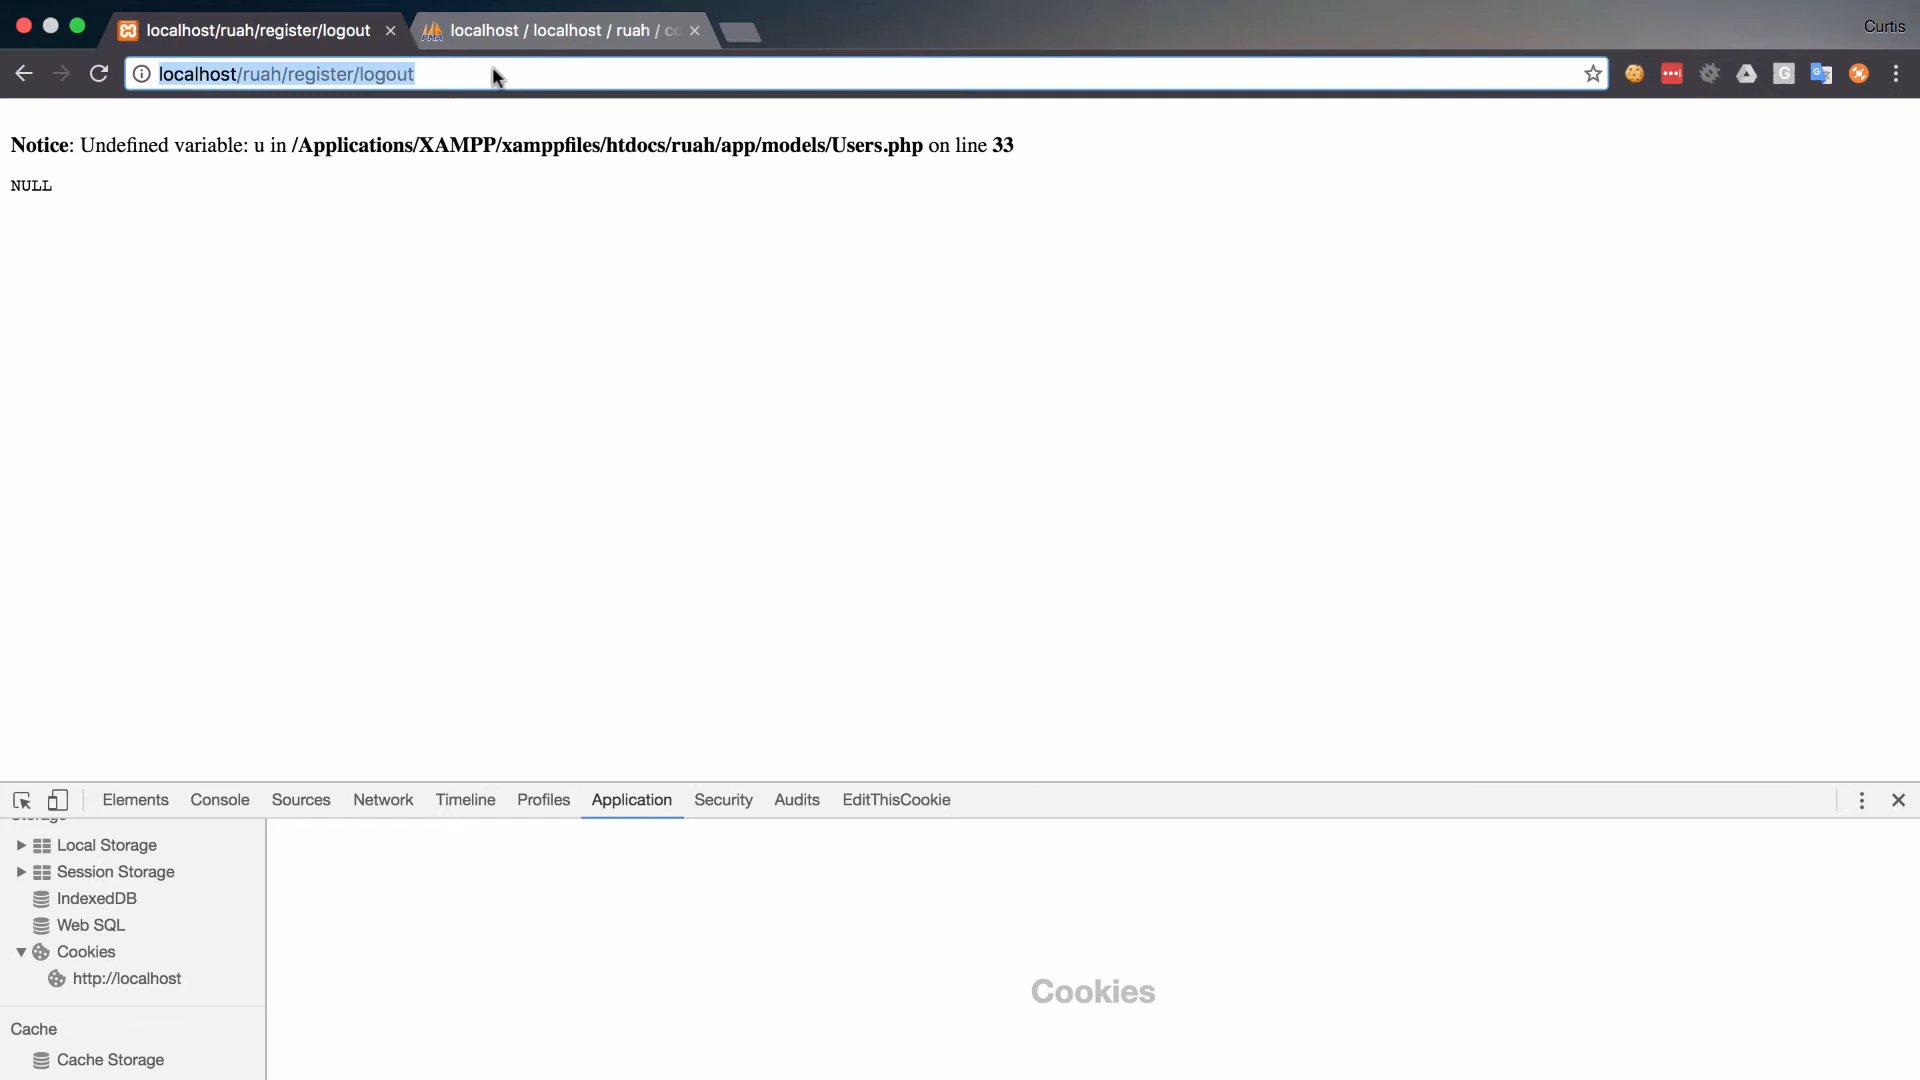 localhost/ruah/register/logout
localhost / localhost / ruah / co
Curtis
localhost/ruah/register/logout
Notice: Undefined variable: u in /Applications/XAMPP/xamppfiles/htdocs/ruah/app/models/Users.php on line 33
NULL
Elements Console Sources Network Timeline Profiles Application Security Audits EditThisCookie
Storage
Local Storage
Session Storage
IndexedDB
Web SQL
Cookies
http://localhost
Cookies
Cache
Cache Storage